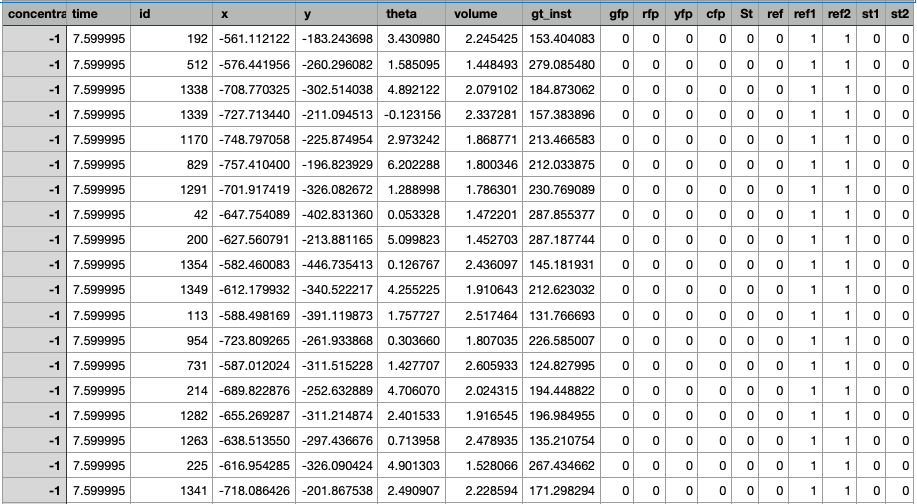 concentra time id x y theta volume gt_inst gfp rfp yfp cfp St ref ref1 ref2 st1 st2
-1 7.599995 192 -561.112122 -183.243698 3.430980 2.245425 153.404083 0 0 0 0 0 0 1 1 0 0
-1 7.599995 512 -576.441956 -260.296082 1.585095 1.448493 279.085480 0 0 0 0 0 0 1 1 0 0
-1 7.599995 1338 -708.770325 -302.514038 4.892122 2.079102 184.873062 0 0 0 0 0 0 1 1 0 0
-1 7.599995 1339 -727.713440 -211.094513 -0.123156 2.337281 157.383896 0 0 0 0 0 0 1 1 0 0
-1 7.599995 1170 -748.797058 -225.874954 2.973242 1.868771 213.466583 0 0 0 0 0 0 1 1 0 0
-1 7.599995 829 -757.410400 -196.823929 6.202288 1.800346 212.033875 0 0 0 0 0 0 1 1 0 0
-1 7.599995 1291 -701.917419 -326.082672 1.288998 1.786301 230.769089 0 0 0 0 0 0 1 1 0 0
-1 7.599995 42 -647.754089 -402.831360 0.053328 1.472201 287.855377 0 0 0 0 0 0 1 1 0 0
-1 7.599995 200 -627.560791 -213.881165 5.099823 1.452703 287.187744 0 0 0 0 0 0 1 1 0 0
-1 7.599995 1354 -582.460083 -446.735413 0.126767 2.436097 145.181931 0 0 0 0 0 0 1 1 0 0
-1 7.599995 1349 -612.179932 -340.522217 4.255225 1.910643 212.623032 0 0 0 0 0 0 1 1 0 0
-1 7.599995 113 -588.498169 -391.119873 1.757727 2.517464 131.766693 0 0 0 0 0 0 1 1 0 0
-1 7.599995 954 -723.809265 -261.933868 0.303660 1.807035 226.585007 0 0 0 0 0 0 1 1 0 0
-1 7.599995 731 -587.012024 -311.515228 1.427707 2.605933 124.827995 0 0 0 0 0 0 1 1 0 0
-1 7.599995 214 -689.822876 -252.632889 4.706070 2.024315 194.448822 0 0 0 0 0 0 1 1 0 0
-1 7.599995 1282 -655.269287 -311.214874 2.401533 1.916545 196.984955 0 0 0 0 0 0 1 1 0 0
-1 7.599995 1263 -638.513550 -297.436676 0.713958 2.478935 135.210754 0 0 0 0 0 0 1 1 0 0
-1 7.599995 225 -616.954285 -326.090424 4.901303 1.528066 267.434662 0 0 0 0 0 0 1 1 0 0
-1 7.599995 1341 -718.086426 -201.867538 2.490907 2.228594 171.298294 0 0 0 0 0 0 1 1 0 0